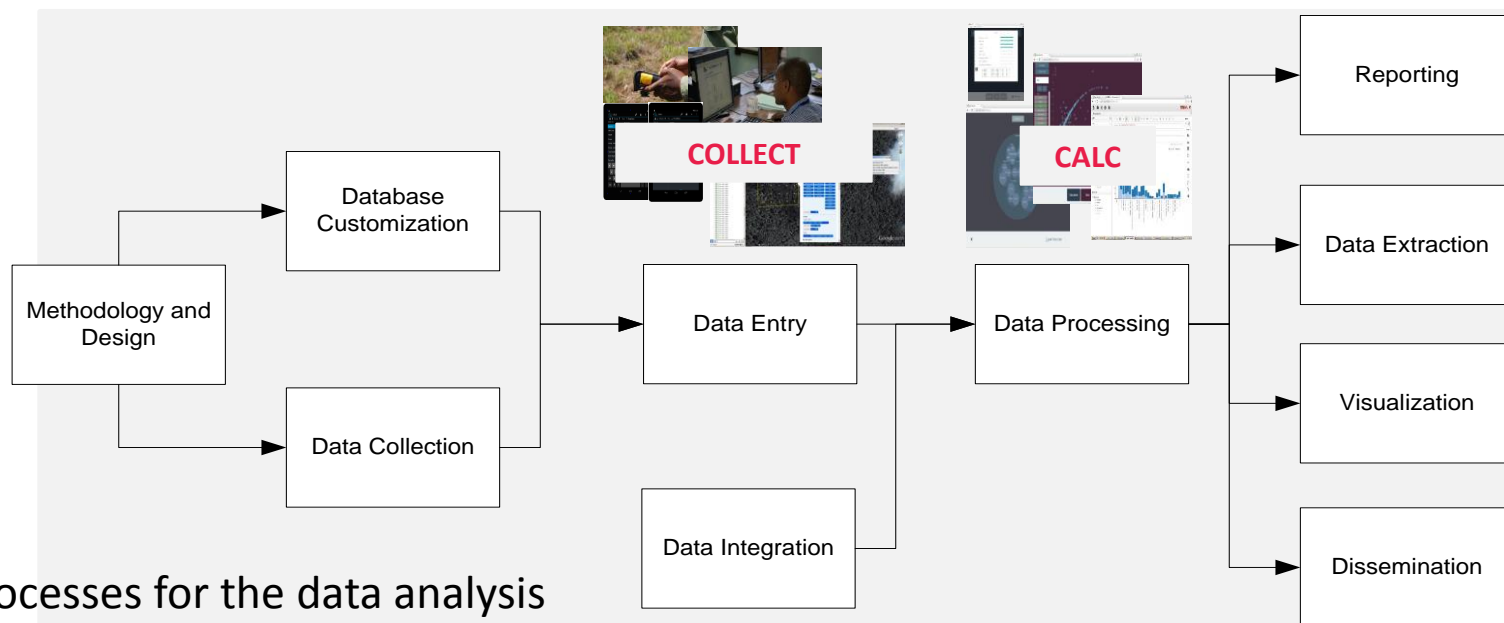 COLLECT
CALC
Reporting
Database
Customization
Data Extraction
Methodology and
Design
Data Entry
Data Processing
Visualization
Data Collection
Data Integration
Dissemination
ocesses for the data analysis